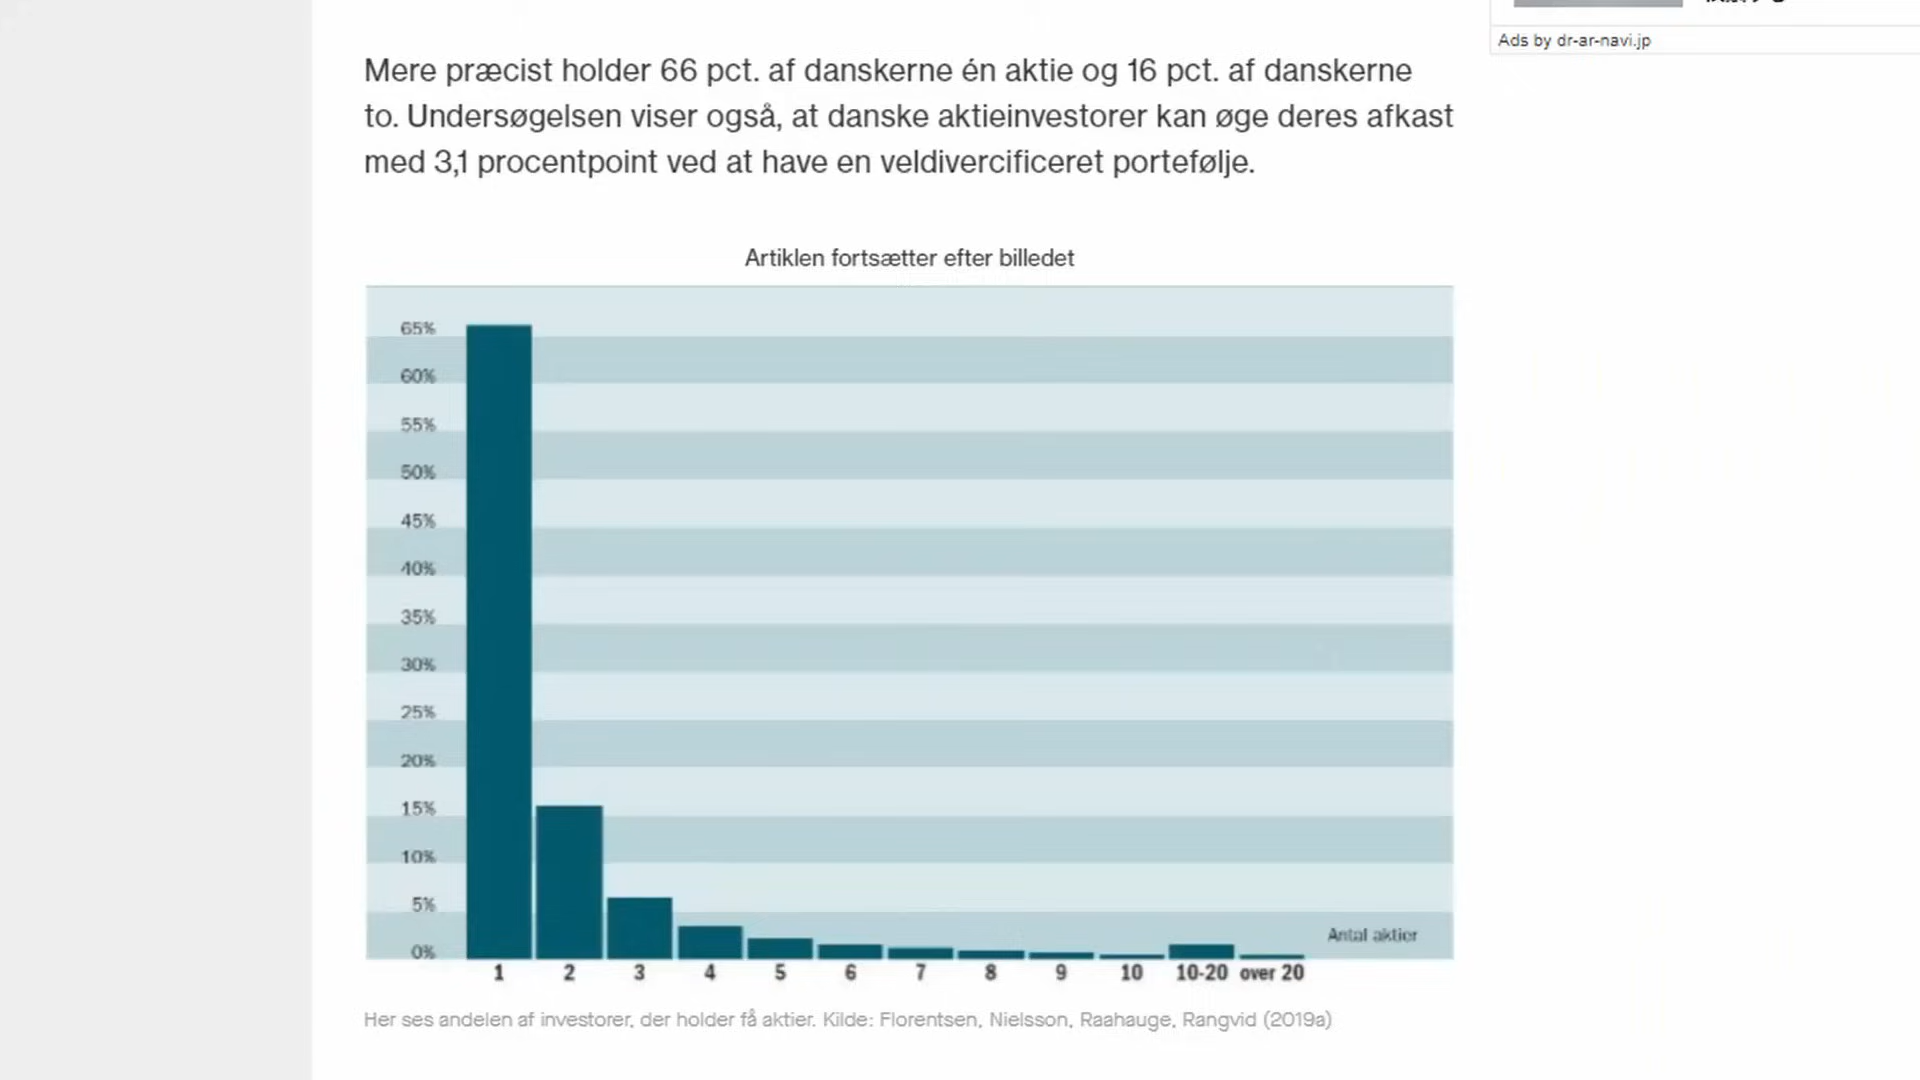 Ads by dr-ar-navi.jp
Mere præcist holder 66 pct. af danskerne én aktie og 16 pct. af danskerne
to. Undersøgelsen viser også, at danske aktieinvestorer kan øge deres afkast
med 3,1 procentpoint ved at have en veldivercificeret portefølje.
Artiklen fortsætter efter billedet
65%
60%
55%
50%
45%
40%
35%
30%
25%
20%
15%
10%
5%
0%
Antal aktier
1 2 3 4 5 6 7 8 9 10 10-20 over 20
Her ses andelen af investorer, der holder få aktier. Kilde: Florentsen, Nielsson, Raahauge, Rangvid (2019a)